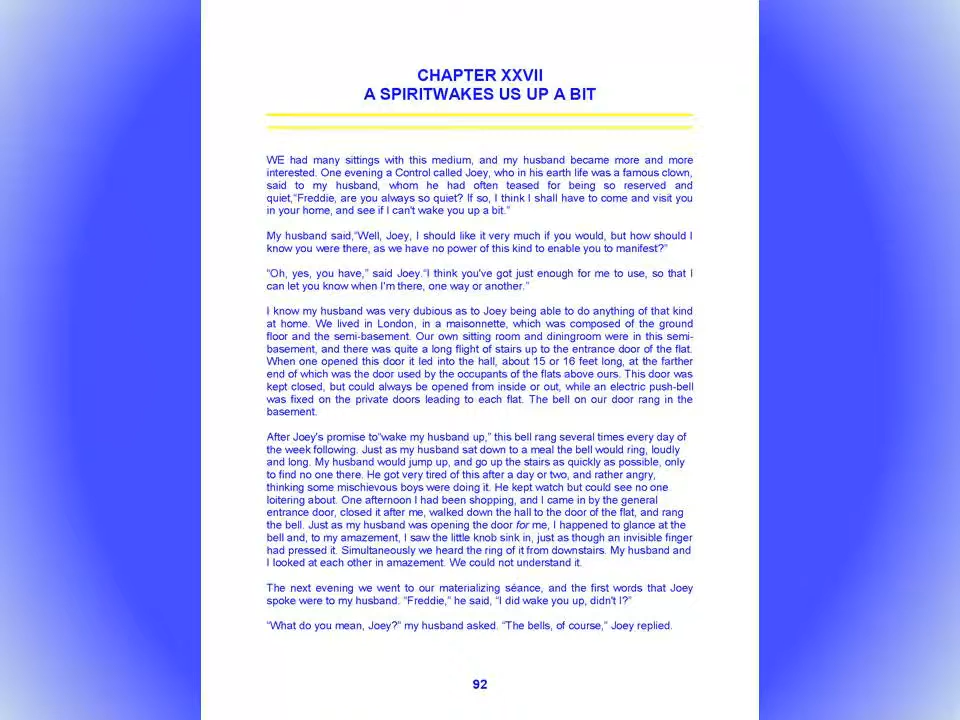 CHAPTER XXVII
A SPIRITWAKES US UP A BIT
WE had many sittings with this medium, and my husband became more and more
interested. One evening a Control called Joey, who in his earth life was a famous clown,
said to my husband, whom he had often teased for being so reserved and
quiet,“Freddie, are you always so quiet? If so, I think I shall have to come and visit you
in your home, and see if I can't wake you up a bit.”
My husband said,“Well, Joey, I should like it very much if you would, but how should I
know you were there, as we have no power of this kind to enable you to manifest?”
“Oh, yes, you have,” said Joey.“I think you've got just enough for me to use, so that I
can let you know when I'm there, one way or another.”
I know my husband was very dubious as to Joey being able to do anything of that kind
at home. We lived in London, in a maisonnette, which was composed of the ground
floor and the semi-basement. Our own sitting room and diningroom were in this semi-
basement, and there was quite a long flight of stairs up to the entrance door of the flat.
When one opened this door it led into the hall, about 15 or 16 feet long, at the farther
end of which was the door used by the occupants of the flats above ours. This door was
kept closed, but could always be opened from inside or out, while an electric push-bell
was fixed on the private doors leading to each flat. The bell on our door rang in the
basement.
After Joey's promise to“wake my husband up,” this bell rang several times every day of
the week following. Just as my husband sat down to a meal the bell would ring, loudly
and long. My husband would jump up, and go up the stairs as quickly as possible, only
to find no one there. He got very tired of this after a day or two, and rather angry,
thinking some mischievous boys were doing it. He kept watch but could see no one
loitering about. One afternoon I had been shopping, and I came in by the general
entrance door, closed it after me, walked down the hall to the door of the flat, and rang
the bell. Just as my husband was opening the door for me, I happened to glance at the
bell and, to my amazement, I saw the little knob sink in, just as though an invisible finger
had pressed it. Simultaneously we heard the ring of it from downstairs. My husband and
I looked at each other in amazement. We could not understand it.
The next evening we went to our materializing séance, and the first words that Joey
spoke were to my husband. “Freddie,” he said, “I did wake you up, didn't I?”
“What do you mean, Joey?” my husband asked. “The bells, of course,” Joey replied.
92